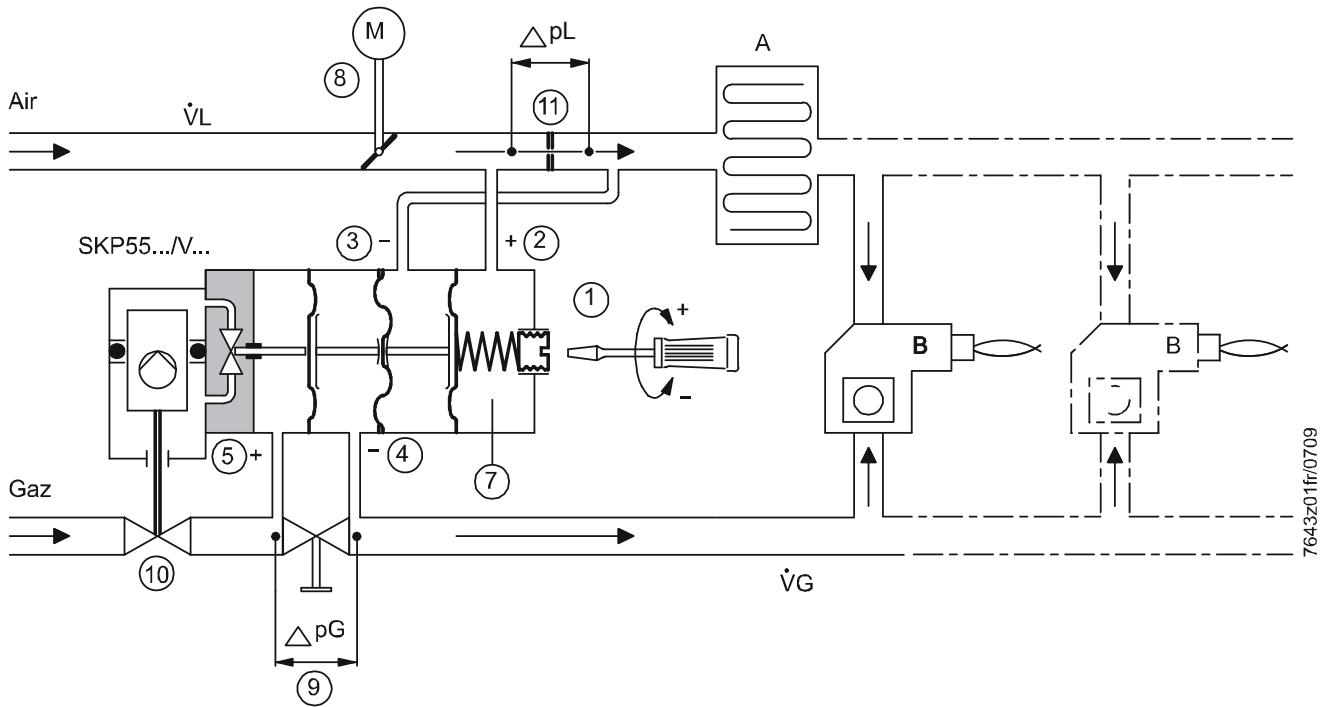 M
△pL
A
8
Air
V̇L
11
3 –
+ 2
SKP55.../V...
1
+
B
B
–
5 +
– 4
7
Gaz
10
V̇G
△pG
9
7643z01fr/0709